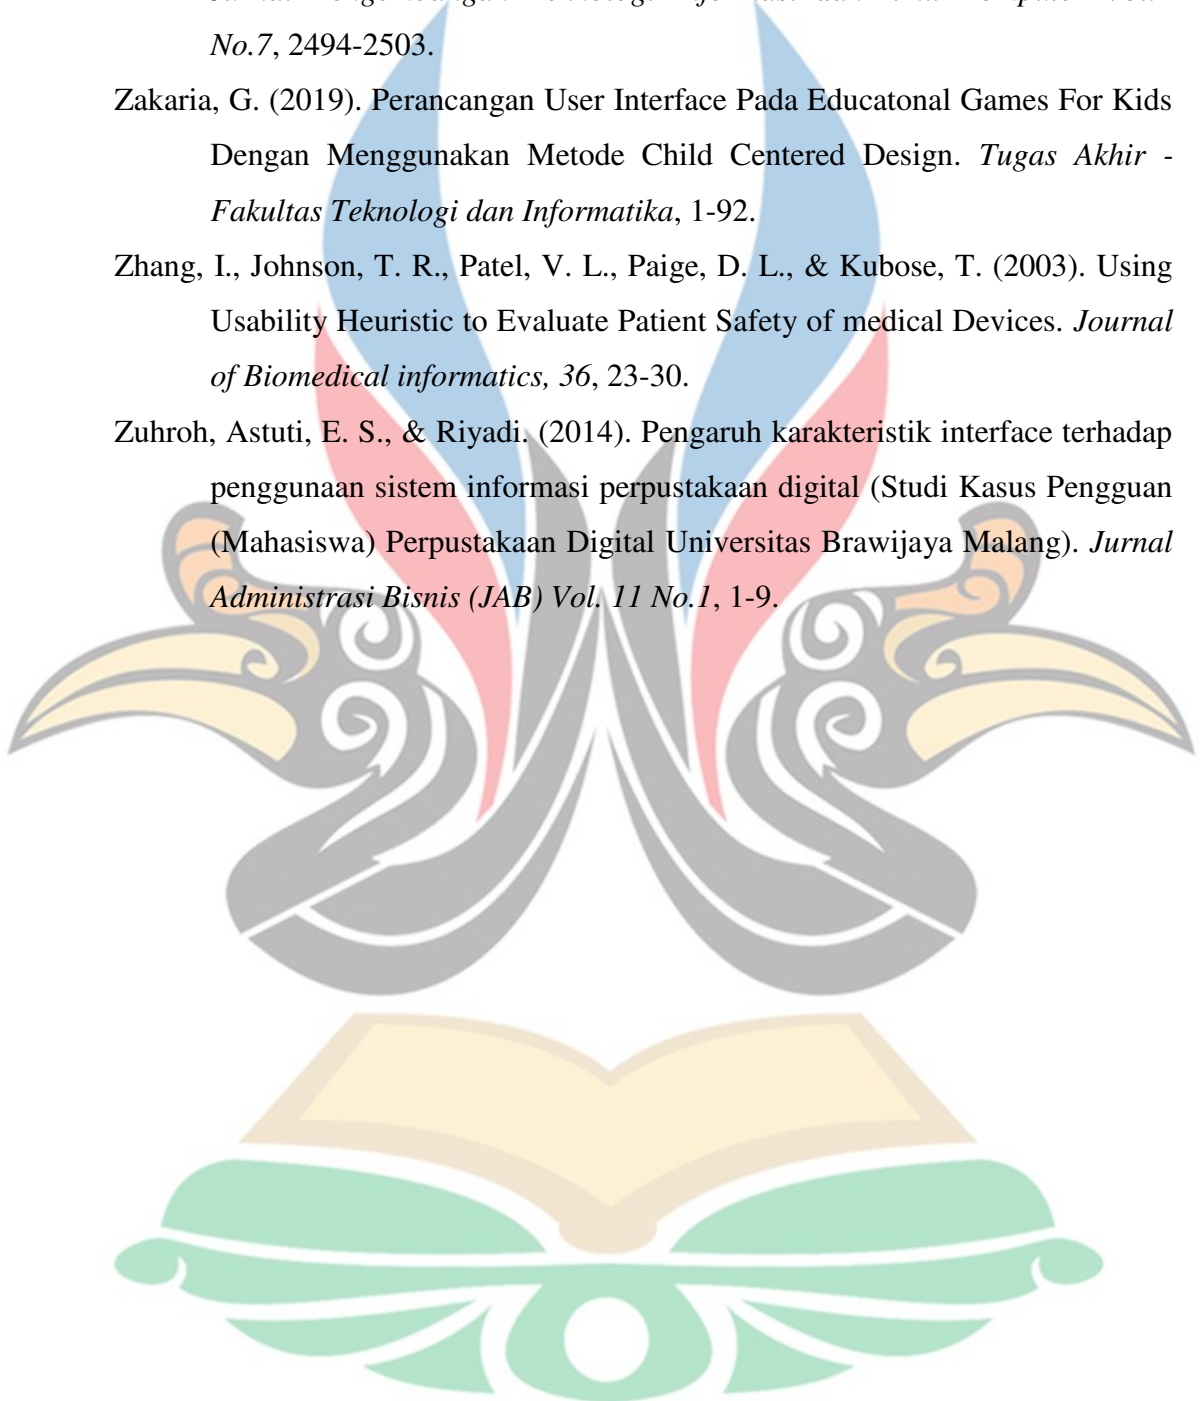 No.7, 2494-2503.
Zakaria, G. (2019). Perancangan User Interface Pada Educatonal Games For Kids
Dengan Menggunakan Metode Child Centered Design. Tugas Akhir -
Fakultas Teknologi dan Informatika, 1-92.
Zhang, I., Johnson, T. R., Patel, V. L., Paige, D. L., & Kubose, T. (2003). Using
Usability Heuristic to Evaluate Patient Safety of medical Devices. Journal
of Biomedical informatics, 36, 23-30.
Zuhroh, Astuti, E. S., & Riyadi. (2014). Pengaruh karakteristik interface terhadap
penggunaan sistem informasi perpustakaan digital (Studi Kasus Pengguan
(Mahasiswa) Perpustakaan Digital Universitas Brawijaya Malang). Jurnal
Administrasi Bisnis (JAB) Vol. 11 No.1, 1-9.